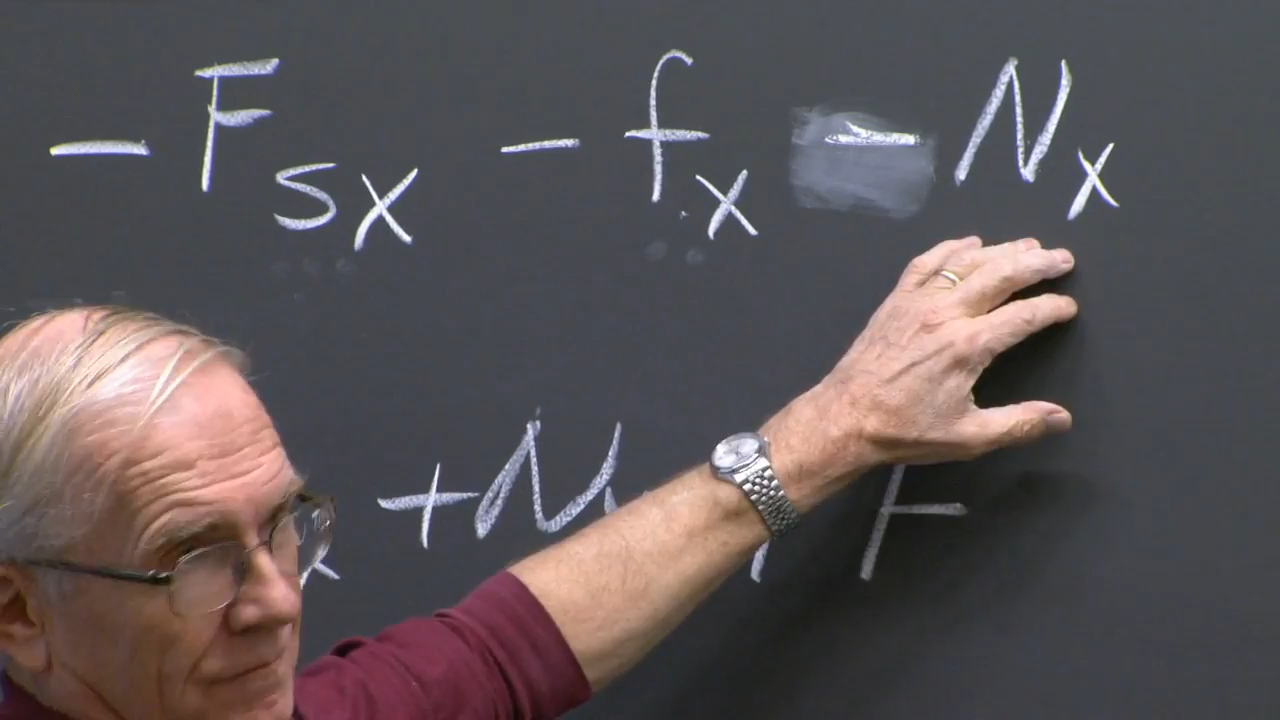 - F_sx - f_x - N_x
+ N F